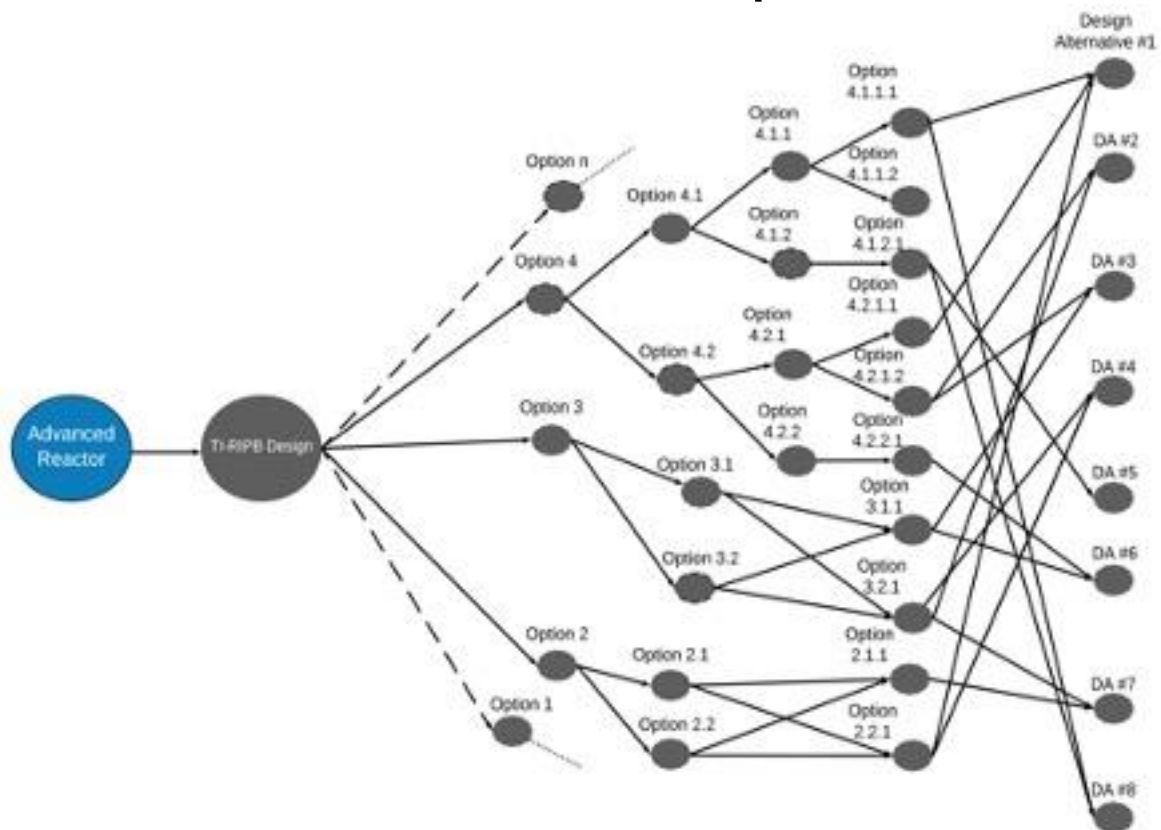 Design
Alternative #1
Option
4.1.1.1
Option
4.1.1
DA #2
Option
4.1.1.2
Option n
Option 4.1
Option
4.1.2
Option
4.1.2.1
Option 4
DA #3
Option
4.2.1.1
Option
4.2.1
Option 4.2
Option
4.2.1.2
DA #4
Option 3
Option
4.2.2
Option
4.2.2.1
Advanced
Reactor
TI-RIPB Design
Option 3.1
DA #5
Option
3.1.1
Option 3.2
DA #6
Option
3.2.1
Option 2
Option 2.1
Option
2.1.1
DA #7
Option 1
Option 2.2
Option
2.2.1
DA #8